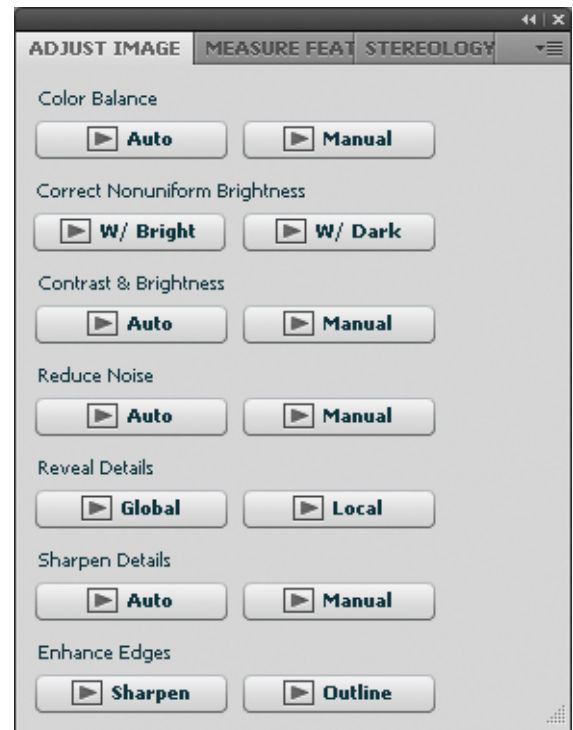 ADJUST IMAGE MEASURE FEAT STEREOLOGY
Color Balance
Auto Manual
Correct Nonuniform Brightness
W/ Bright W/ Dark
Contrast & Brightness
Auto Manual
Reduce Noise
Auto Manual
Reveal Details
Global Local
Sharpen Details
Auto Manual
Enhance Edges
Sharpen Outline